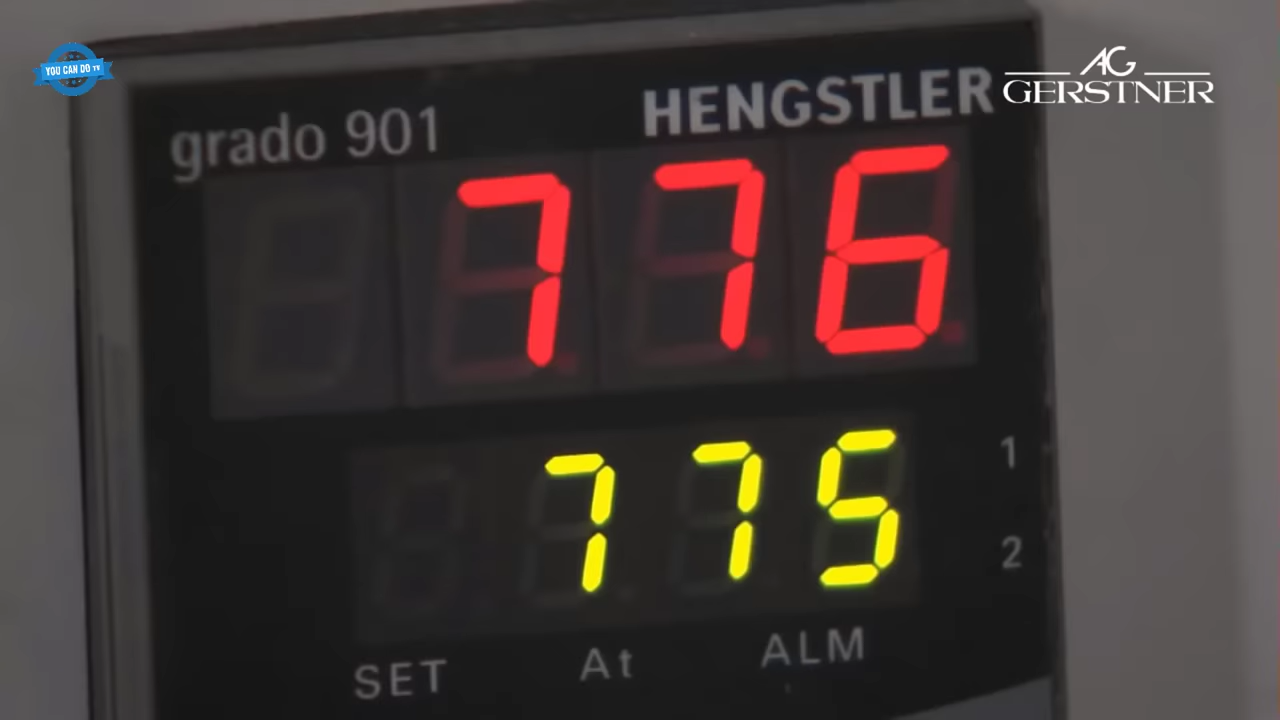 YOU CAN DO TV
AG
GERSTNER
grado 901
HENGSTLER
776
775
1
2
SET
At
ALM